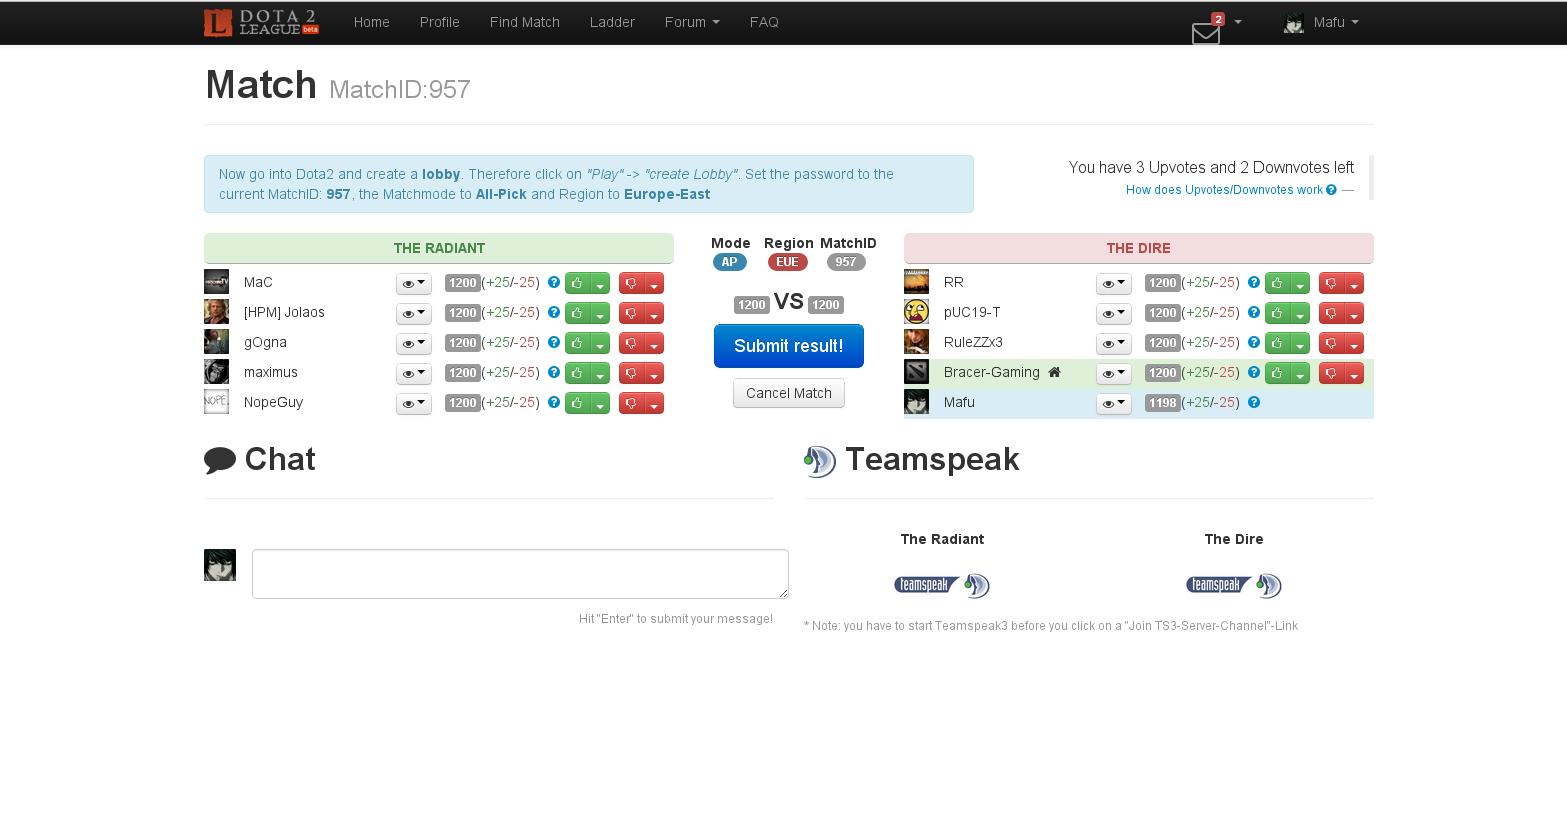 DOTA 2 LEAGUE beta Home Profile Find Match Ladder Forum FAQ 2 Mafu
Match MatchID:957
Now go into Dota2 and create a lobby. Therefore click on "Play" -> "create Lobby". Set the password to the
current MatchID: 957, the Matchmode to All-Pick and Region to Europe-East
You have 3 Upvotes and 2 Downvotes left
How does Upvotes/Downvotes work ? —
THE RADIANT
MaC 1200(+25/-25) ?
[HPM] Jolaos 1200(+25/-25) ?
gOgna 1200(+25/-25) ?
maximus 1200(+25/-25) ?
NOPE. NopeGuy 1200(+25/-25) ?
Mode Region MatchID
AP EUE 957
1200 VS 1200
Submit result!
Cancel Match
THE DIRE
RR 1200(+25/-25) ?
pUC19-T 1200(+25/-25) ?
RuleZZx3 1200(+25/-25) ?
Bracer-Gaming 1200(+25/-25) ?
Mafu 1198(+25/-25) ?
Chat
Hit "Enter" to submit your message!
Teamspeak
The Radiant The Dire
teamspeak teamspeak
* Note: you have to start Teamspeak3 before you click on a "Join TS3-Server-Channel"-Link